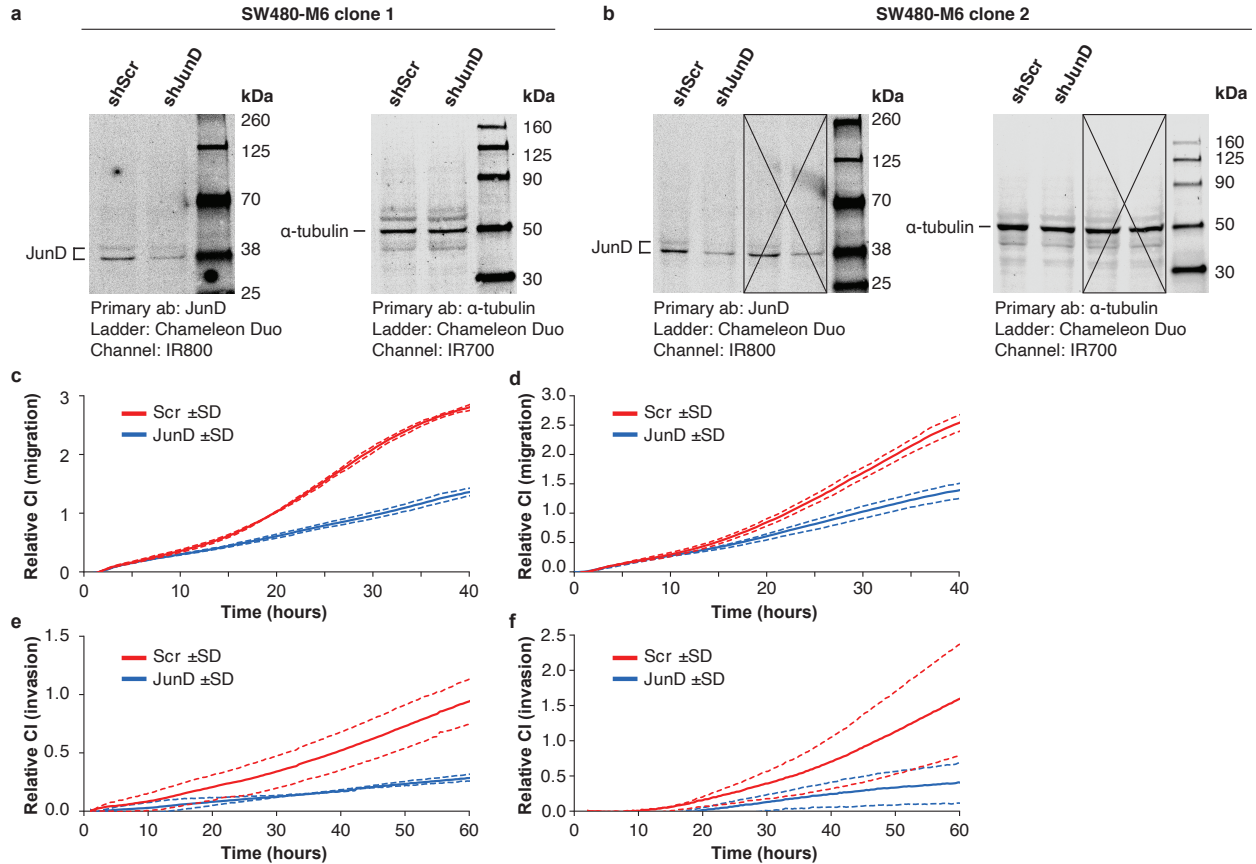 a
SW480-M6 clone 1
shScr
shJunD
kDa
260
125
70
38
25
JunD
Primary ab: JunD
Ladder: Chameleon Duo
Channel: IR800
shScr
shJunD
kDa
160
125
90
50
30
α-tubulin
Primary ab: α-tubulin
Ladder: Chameleon Duo
Channel: IR700
b
SW480-M6 clone 2
shScr
shJunD
kDa
260
125
70
38
25
JunD
Primary ab: JunD
Ladder: Chameleon Duo
Channel: IR800
shScr
shJunD
kDa
160
125
90
50
30
α-tubulin
Primary ab: α-tubulin
Ladder: Chameleon Duo
Channel: IR700
c
Relative CI (migration)
3
2
1
0
Scr ±SD
JunD ±SD
0 10 20 30 40
Time (hours)
d
Relative CI (migration)
3.0
2.5
2.0
1.5
1.0
0.5
0.0
Scr ±SD
JunD ±SD
0 10 20 30 40
Time (hours)
e
Relative CI (invasion)
1.5
1.0
0.5
0.0
Scr ±SD
JunD ±SD
0 10 20 30 40 50 60
Time (hours)
f
Relative CI (invasion)
2.5
2.0
1.5
1.0
0.5
0.0
Scr ±SD
JunD ±SD
0 10 20 30 40 50 60
Time (hours)